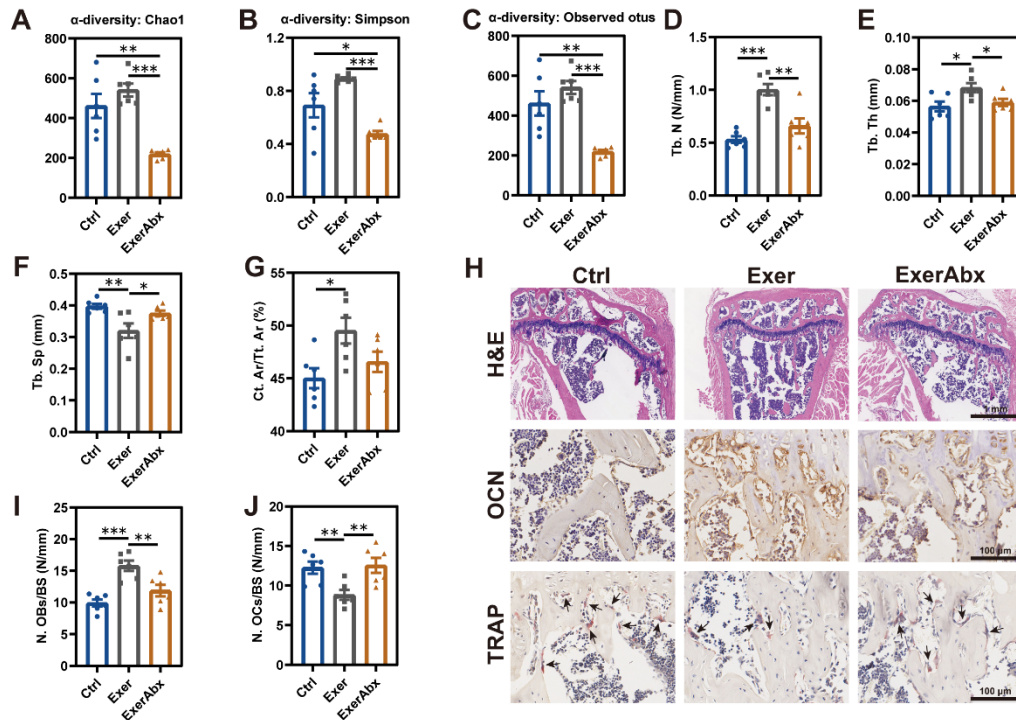 A
α-diversity: Chao1
**
***
800
600
400
200
0
Ctrl
Exer
ExerAbx
B
α-diversity: Simpson
*
***
1.2
0.8
0.4
0.0
Ctrl
Exer
ExerAbx
C
α-diversity: Observed otus
**
***
800
600
400
200
0
Ctrl
Exer
ExerAbx
D
Tb. N (N/mm)
***
**
1.5
1.0
0.5
0.0
Ctrl
Exer
ExerAbx
E
Tb. Th (mm)
*
*
0.10
0.08
0.06
0.04
0.02
0.00
Ctrl
Exer
ExerAbx
F
Tb. Sp (mm)
**
*
0.5
0.4
0.3
0.2
0.1
0.0
Ctrl
Exer
ExerAbx
G
Ct. Ar/Tt. Ar (%)
*
55
50
45
40
Ctrl
Exer
ExerAbx
H
Ctrl
Exer
ExerAbx
H&E
1 mm
OCN
100 μm
TRAP
100 μm
I
N. OBs/BS (N/mm)
***
**
25
20
15
10
5
0
Ctrl
Exer
ExerAbx
J
N. OCs/BS (N/mm)
**
**
20
15
10
5
0
Ctrl
Exer
ExerAbx